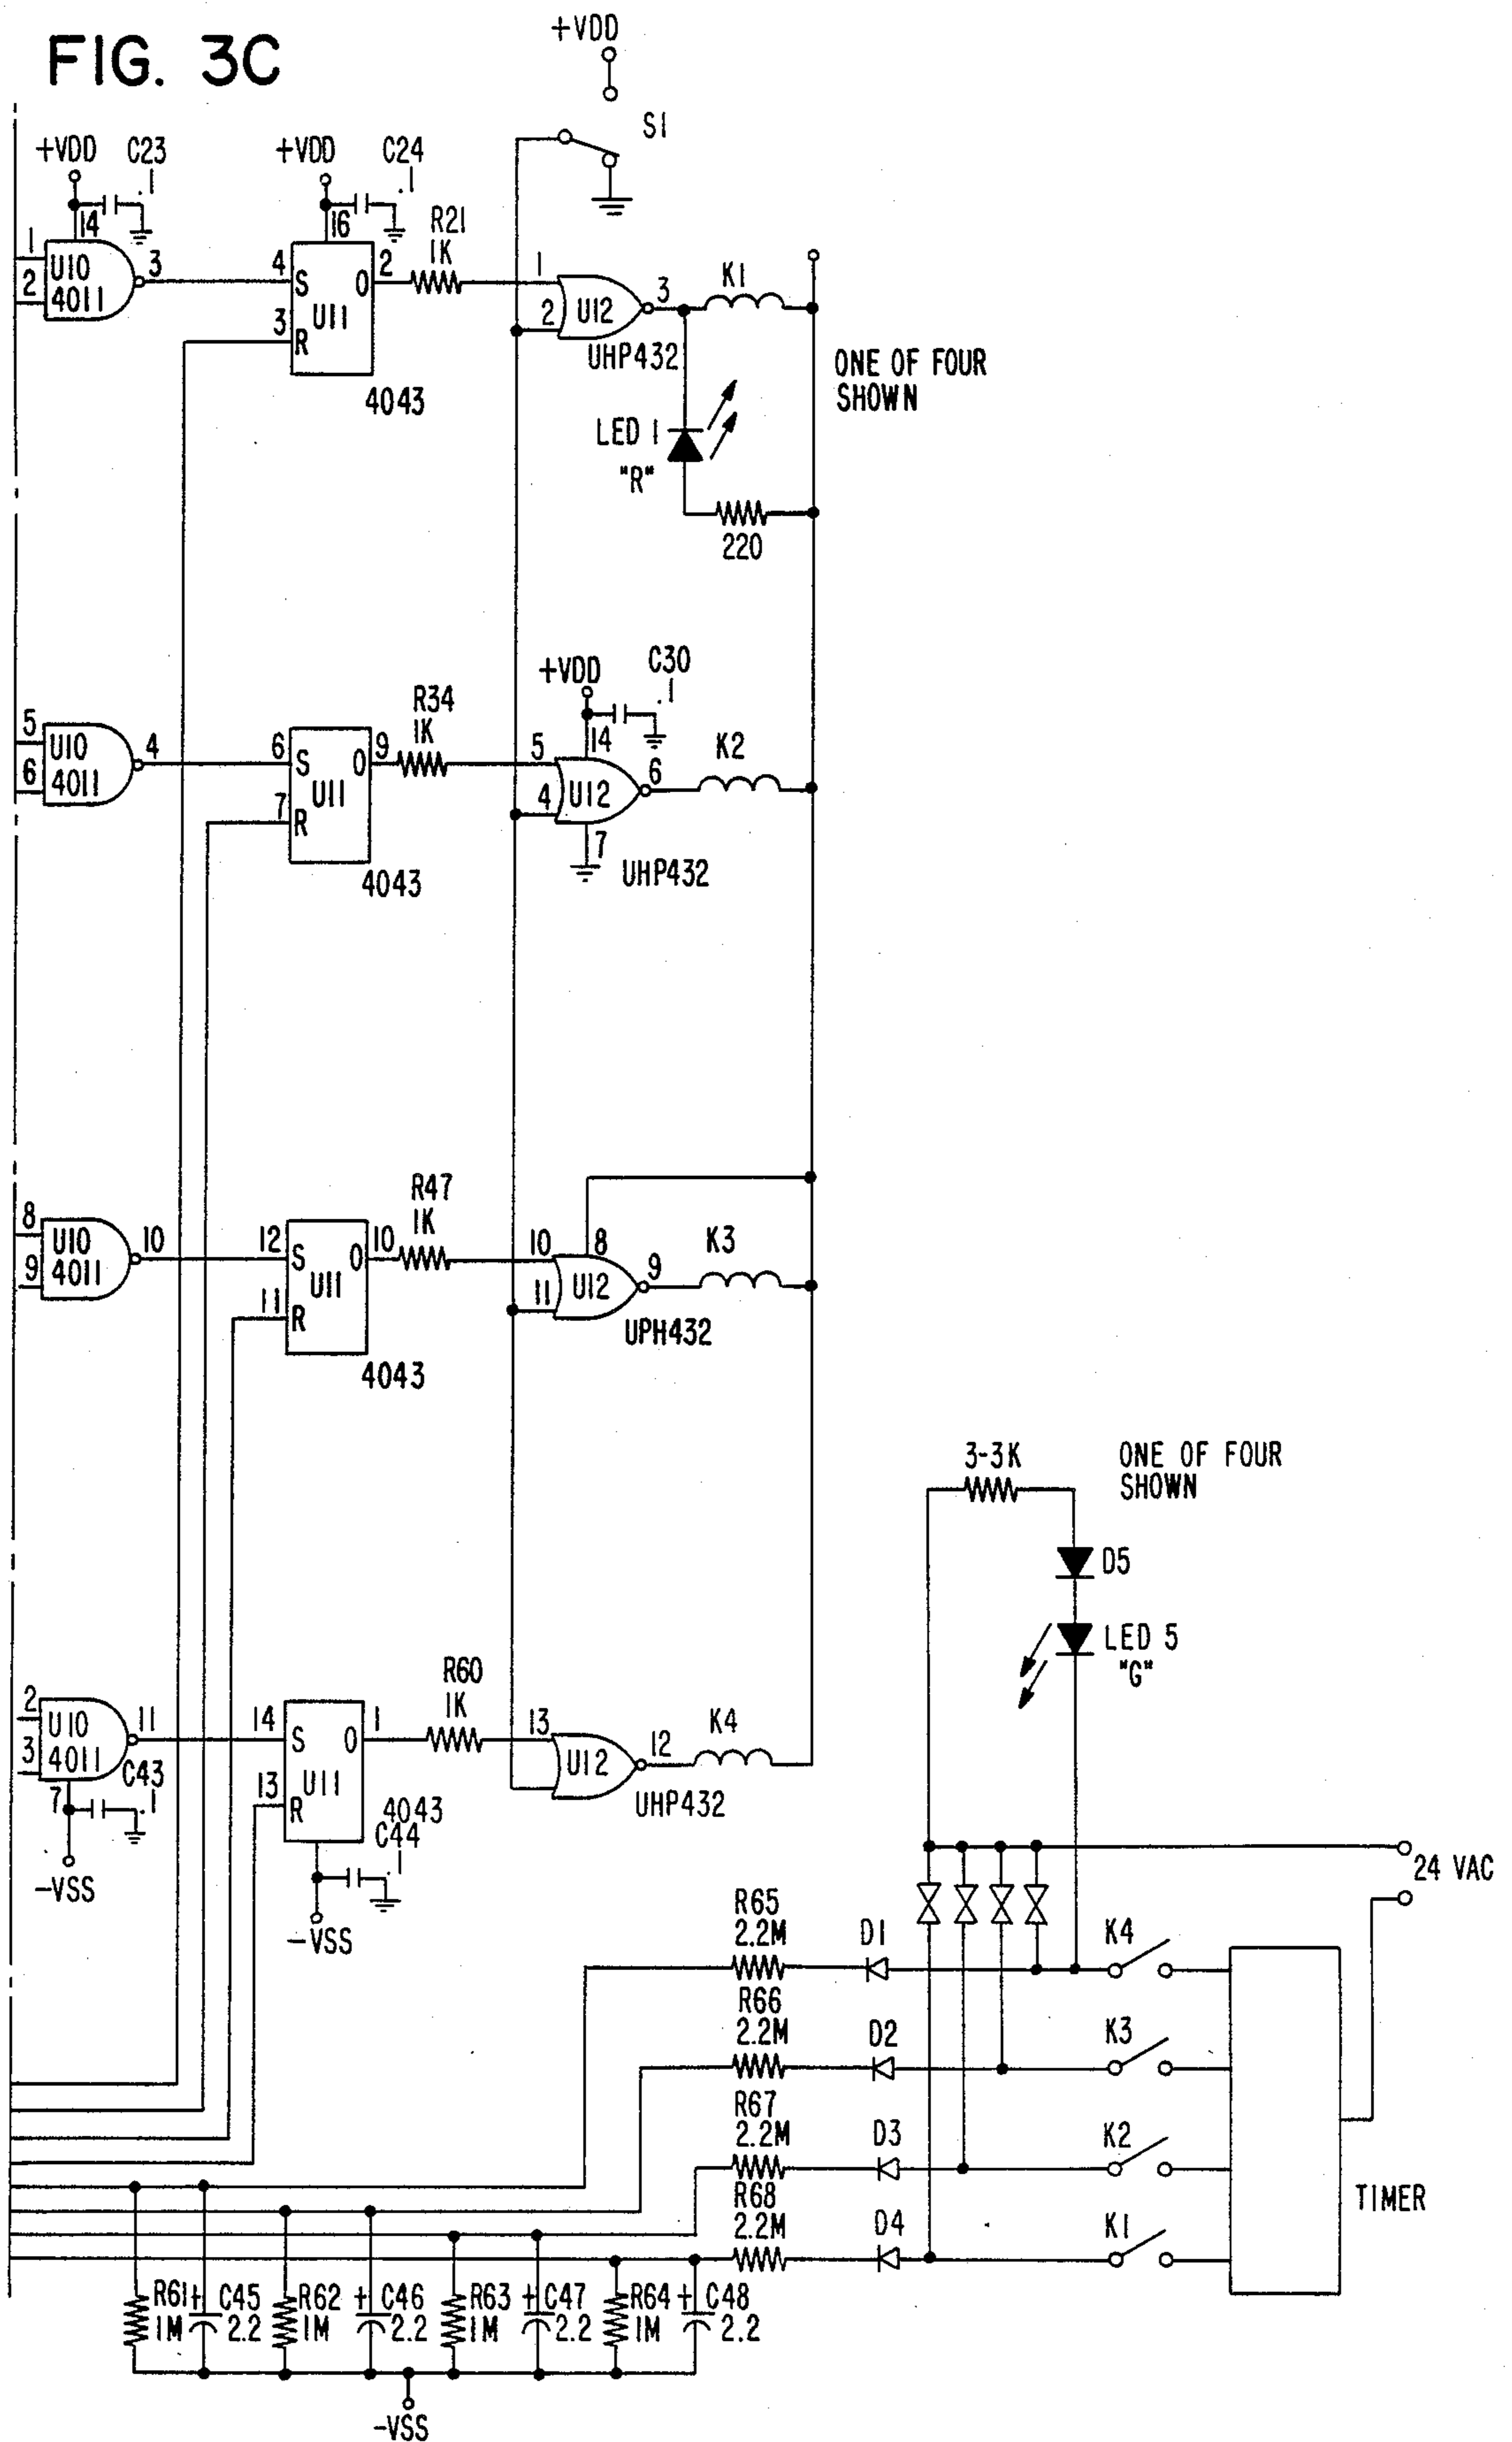 FIG. 3C
+VDD
S1
+VDD
C23
.1
14
1
2
U10
4011
3
+VDD
C24
.1
16
4
S
O
2
3
R
U11
4043
R21
1K
1
2
U12
3
UHP432
K1
ONE OF FOUR
SHOWN
LED 1
"R"
220
5
6
U10
4011
4
6
S
O
9
7
R
U11
4043
R34
1K
+VDD
C30
.1
14
5
4
U12
6
7
UHP432
K2
8
9
U10
4011
10
12
S
O
10
11
R
U11
4043
R47
1K
10
11
8
U12
9
UPH432
K3
3-3K
ONE OF FOUR
SHOWN
D5
LED 5
"G"
2
3
U10
4011
11
7
C43
.1
-VSS
14
S
O
1
13
R
U11
4043
C44
.1
-VSS
R60
1K
13
U12
12
UHP432
K4
24 VAC
R65
2.2M
D1
K4
R66
2.2M
D2
K3
R67
2.2M
D3
K2
R68
2.2M
D4
K1
TIMER
R61
1M
+
C45
2.2
R62
1M
+
C46
2.2
R63
1M
+
C47
2.2
R64
1M
+
C48
2.2
-VSS